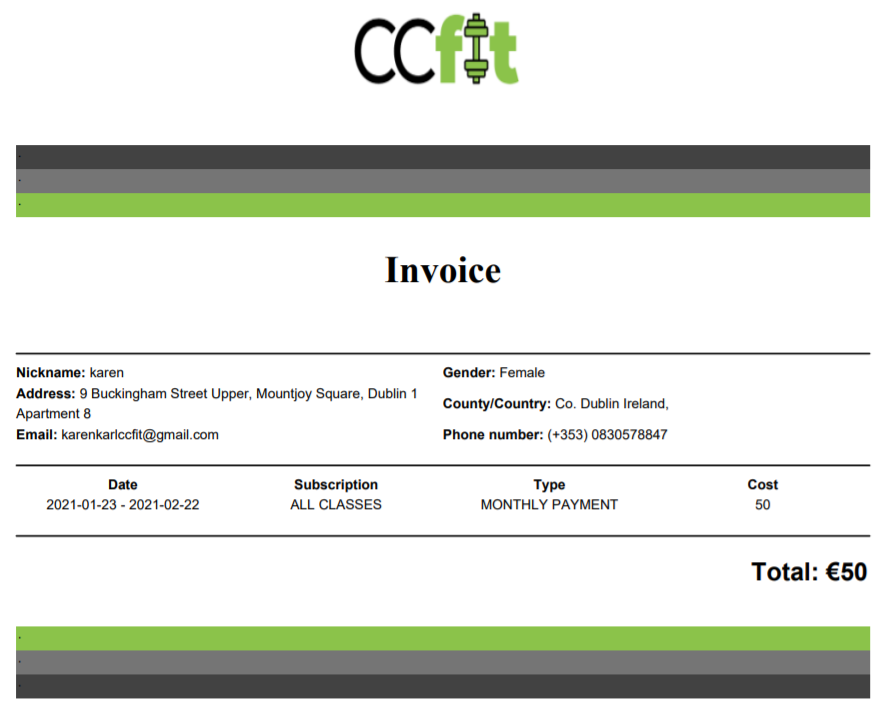 CCfit
Invoice
Nickname: karen
Address: 9 Buckingham Street Upper, Mountjoy Square, Dublin 1
Apartment 8
Email: karenkarlccfit@gmail.com
Gender: Female
County/Country: Co. Dublin Ireland,
Phone number: (+353) 0830578847
Date Subscription Type Cost
2021-01-23 - 2021-02-22 ALL CLASSES MONTHLY PAYMENT 50
Total: €50